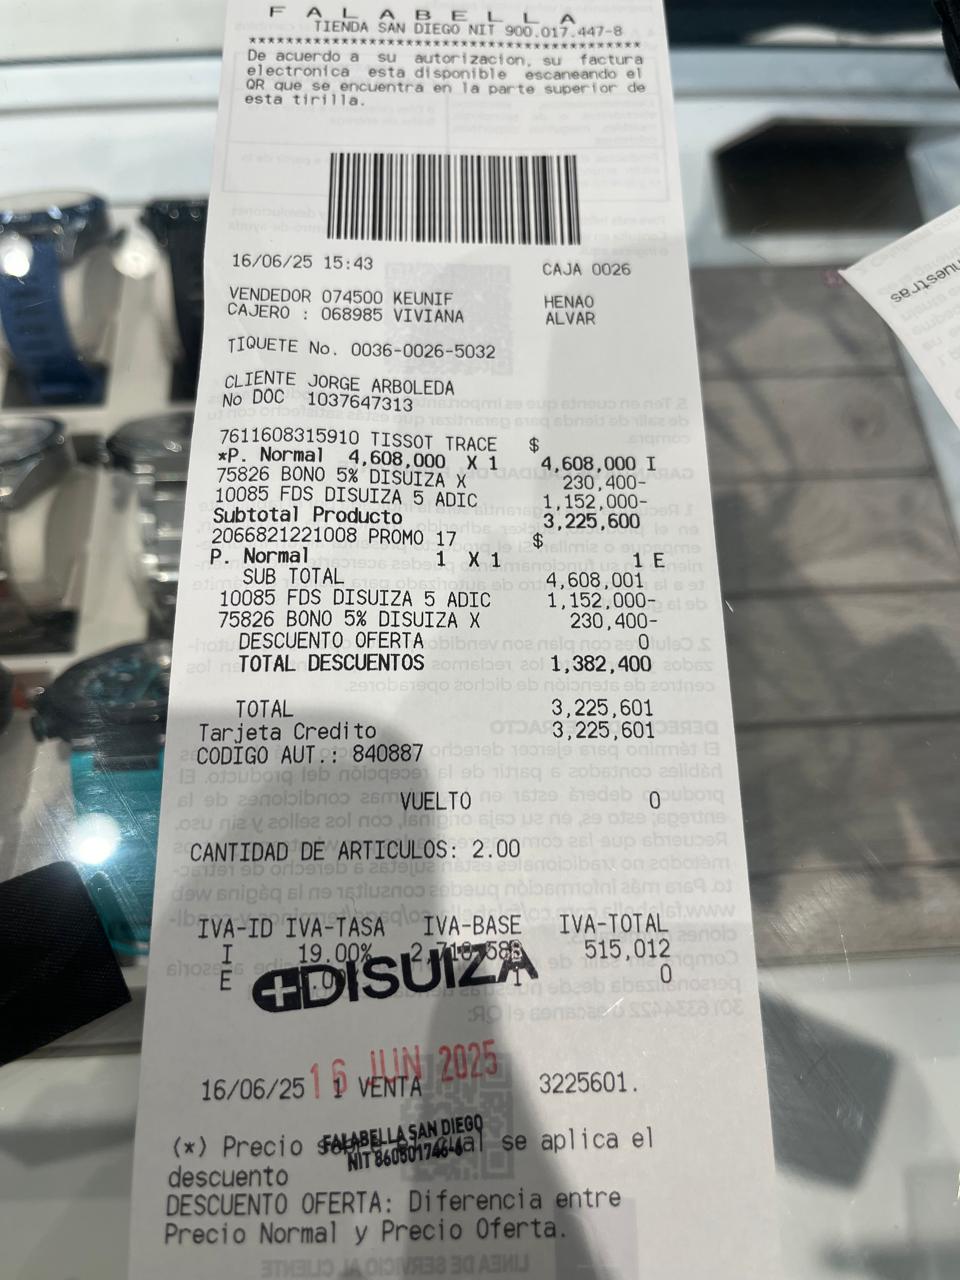 FALABELLA
TIENDA SAN DIEGO NIT 900.017.447-8
****************************************
De acuerdo a su autorizacion, su factura
electronica esta disponible escaneando el
QR que se encuentra en la parte superior de
esta tirilla.
16/06/25 15:43 CAJA 0026
VENDEDOR 074500 KEUNIF HENAO
CAJERO : 068985 VIVIANA ALVAR
TIQUETE No. 0036-0026-5032
CLIENTE JORGE ARBOLEDA
No DOC 1037647313
7611608315910 TISSOT TRACE $
*P. Normal 4,608,000 X 1 4,608,000 I
75826 BONO 5% DISUIZA X 230,400-
10085 FDS DISUIZA 5 ADIC 1,152,000-
Subtotal Producto 3,225,600
2066821221008 PROMO 17 $
P. Normal 1 X 1 1 E
SUB TOTAL 4,608,001
10085 FDS DISUIZA 5 ADIC 1,152,000-
75826 BONO 5% DISUIZA X 230,400-
DESCUENTO OFERTA 0
TOTAL DESCUENTOS 1,382,400
TOTAL 3,225,601
Tarjeta Credito 3,225,601
CODIGO AUT.: 840887
VUELTO 0
CANTIDAD DE ARTICULOS: 2.00
IVA-ID IVA-TASA IVA-BASE IVA-TOTAL
I 19.00% 515,012
E 0
DISUIZA
16 JUN 2025
16/06/25 1 VENTA 3225601.
FALABELLA SAN DIEGO
(*) Precio se aplica el
descuento
DESCUENTO OFERTA: Diferencia entre
Precio Normal y Precio Oferta.